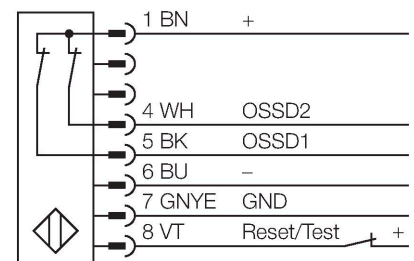 1 BN +
4 WH OSSD2
5 BK OSSD1
6 BU –
7 GNYE GND
8 VT Reset/Test +